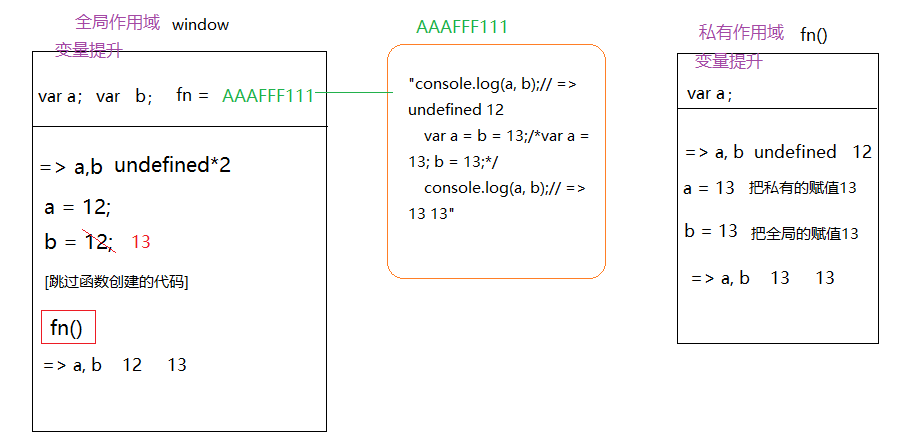 全局作用域 window
变量提升
var a; var b; fn = AAAFFF111
=> a,b undefined*2
a = 12;
b = 12; 13
[跳过函数创建的代码]
fn()
=> a, b 12 13
AAAFFF111
"console.log(a, b);// =>
undefined 12
var a = b = 13;/*var a =
13; b = 13;*/
console.log(a, b);// =>
13 13"
私有作用域 fn()
变量提升
var a;
=> a, b undefined 12
a = 13 把私有的赋值13
b = 13 把全局的赋值13
=> a, b 13 13